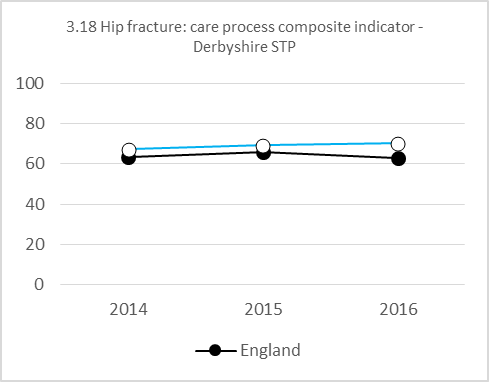 3.18 Hip fracture: care process composite indicator -
Derbyshire STP
100
80
60
40
20
0
2014 2015 2016
England